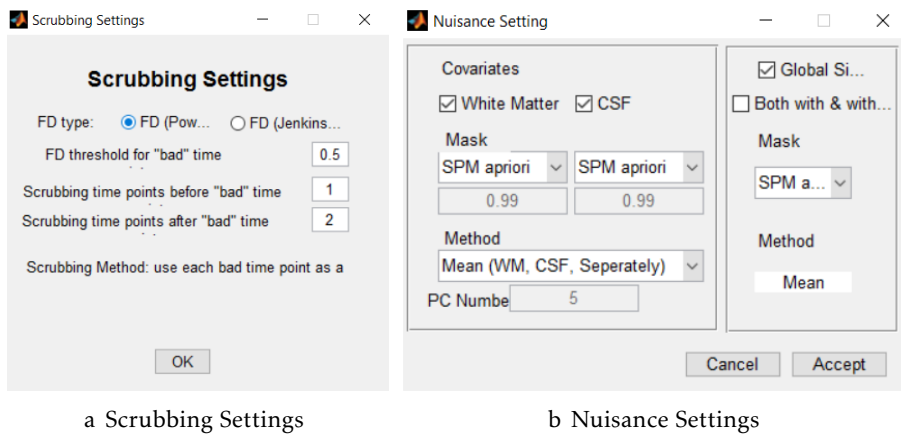 Scrubbing Settings
Scrubbing Settings
FD type: FD (Pow... FD (Jenkins...
FD threshold for "bad" time 0.5
Scrubbing time points before "bad" time 1
Scrubbing time points after "bad" time 2
Scrubbing Method: use each bad time point as a
OK
a Scrubbing Settings
Nuisance Setting
Covariates
White Matter CSF
Mask
SPM apriori SPM apriori
0.99 0.99
Method
Mean (WM, CSF, Seperately)
PC Numbe 5
Global Si...
Both with & with...
Mask
SPM a...
Method
Mean
Cancel Accept
b Nuisance Settings